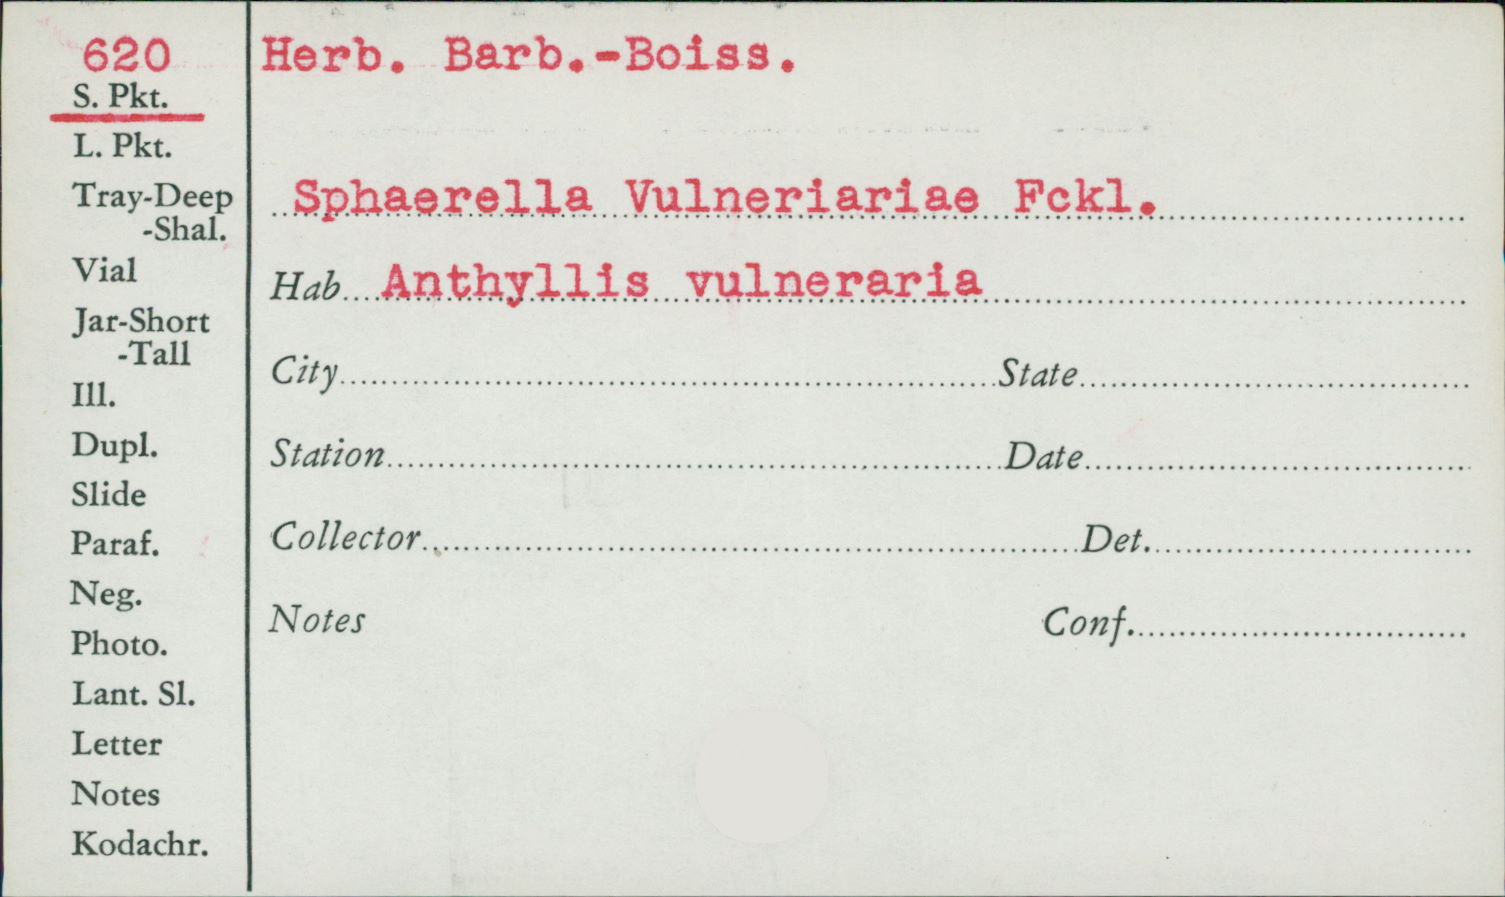 620
S. Pkt.
L. Pkt.
Tray-Deep
-Shal.
Vial
Jar-Short
-Tall
Ill.
Dupl.
Slide
Paraf.
Neg.
Photo.
Lant. Sl.
Letter
Notes
Kodachr.
Herb. Barb.-Boiss.
Sphaerella Vulneriariae Fckl.
Hab. Anthyllis vulneraria
City State
Station Date
Collector Det.
Notes Conf.